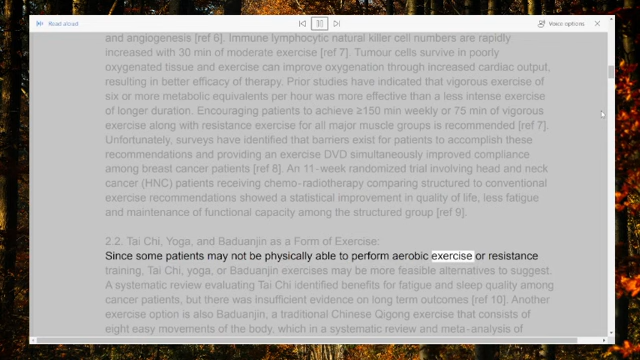 Read aloud
Voice options
and angiogenesis [ref 6]. Immune lymphocytic natural killer cell numbers are rapidly
increased with 30 min of moderate exercise [ref 7]. Tumour cells survive in poorly
oxygenated tissue and exercise can improve oxygenation through increased cardiac output,
resulting in better efficacy of therapy. Prior studies have indicated that vigorous exercise of
six or more metabolic equivalents per hour was more effective than a less intense exercise
of longer duration. Encouraging patients to achieve ≥150 min weekly or 75 min of vigorous
exercise along with resistance exercise for all major muscle groups is recommended [ref 7].
Unfortunately, surveys have identified that barriers exist for patients to accomplish these
recommendations and providing an exercise DVD simultaneously improved compliance
among breast cancer patients [ref 8]. An 11-week randomized trial involving head and neck
cancer (HNC) patients receiving chemo-radiotherapy comparing structured to conventional
exercise recommendations showed a statistical improvement in quality of life, less fatigue
and maintenance of functional capacity among the structured group [ref 9].
2.2. Tai Chi, Yoga, and Baduanjin as a Form of Exercise:
Since some patients may not be physically able to perform aerobic exercise or resistance
training, Tai Chi, yoga, or Baduanjin exercises may be more feasible alternatives to suggest.
A systematic review evaluating Tai Chi identified benefits for fatigue and sleep quality among
cancer patients, but there was insufficient evidence on long term outcomes [ref 10]. Another
exercise option is also Baduanjin, a traditional Chinese Qigong exercise that consists of
eight easy movements of the body, which in a systematic review and meta-analysis of